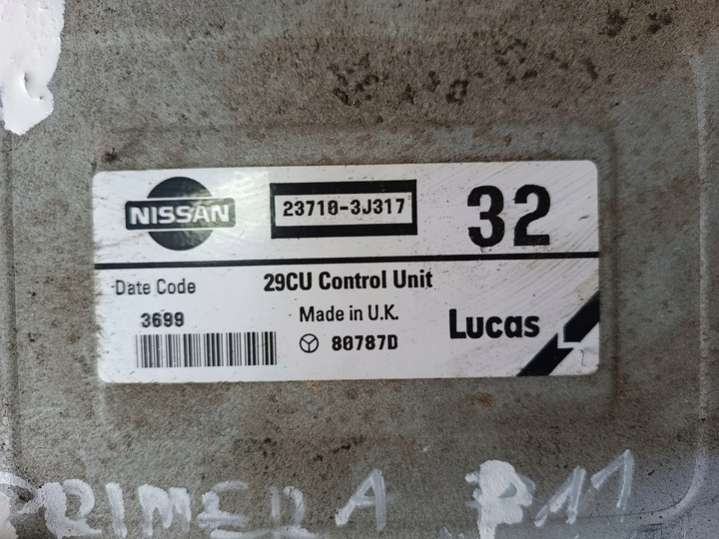 NISSAN
23710-3J317
32
Date Code
29CU Control Unit
3699
Made in U.K.
80787D
Lucas
L
PRIMERA P11